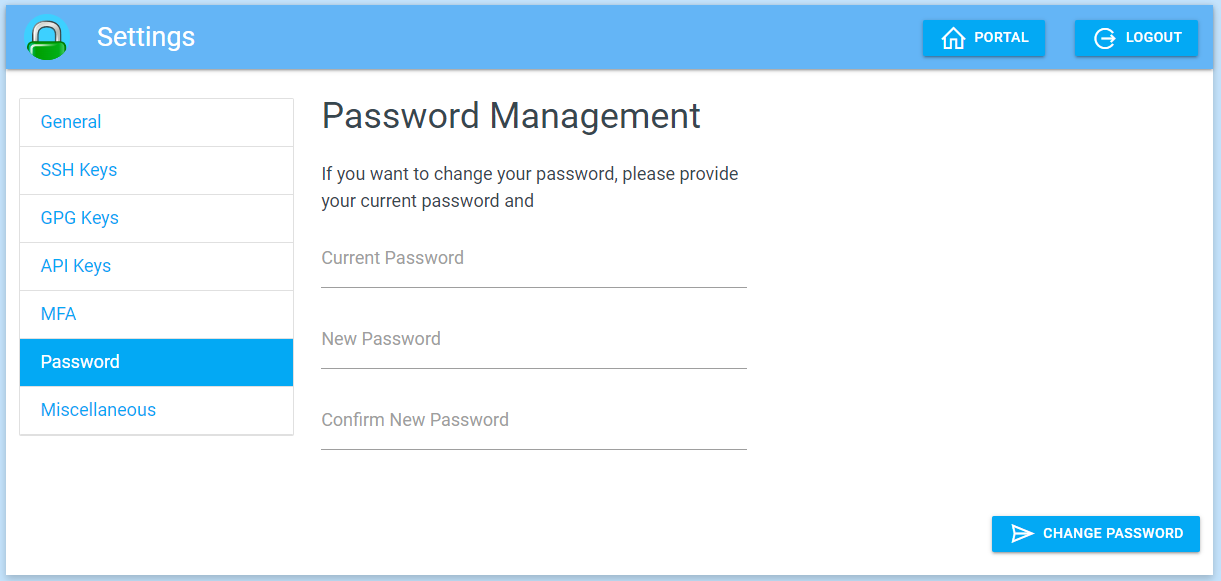 Settings
PORTAL
LOGOUT
General
SSH Keys
GPG Keys
API Keys
MFA
Password
Miscellaneous
Password Management
If you want to change your password, please provide
your current password and
Current Password
New Password
Confirm New Password
CHANGE PASSWORD